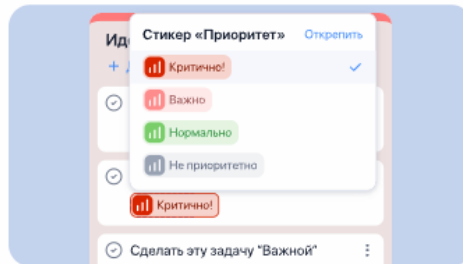 Стикер «Приоритет» Открепить
Критично!
Важно
Нормально
Не приоритетно
Критично!
Сделать эту задачу "Важной"